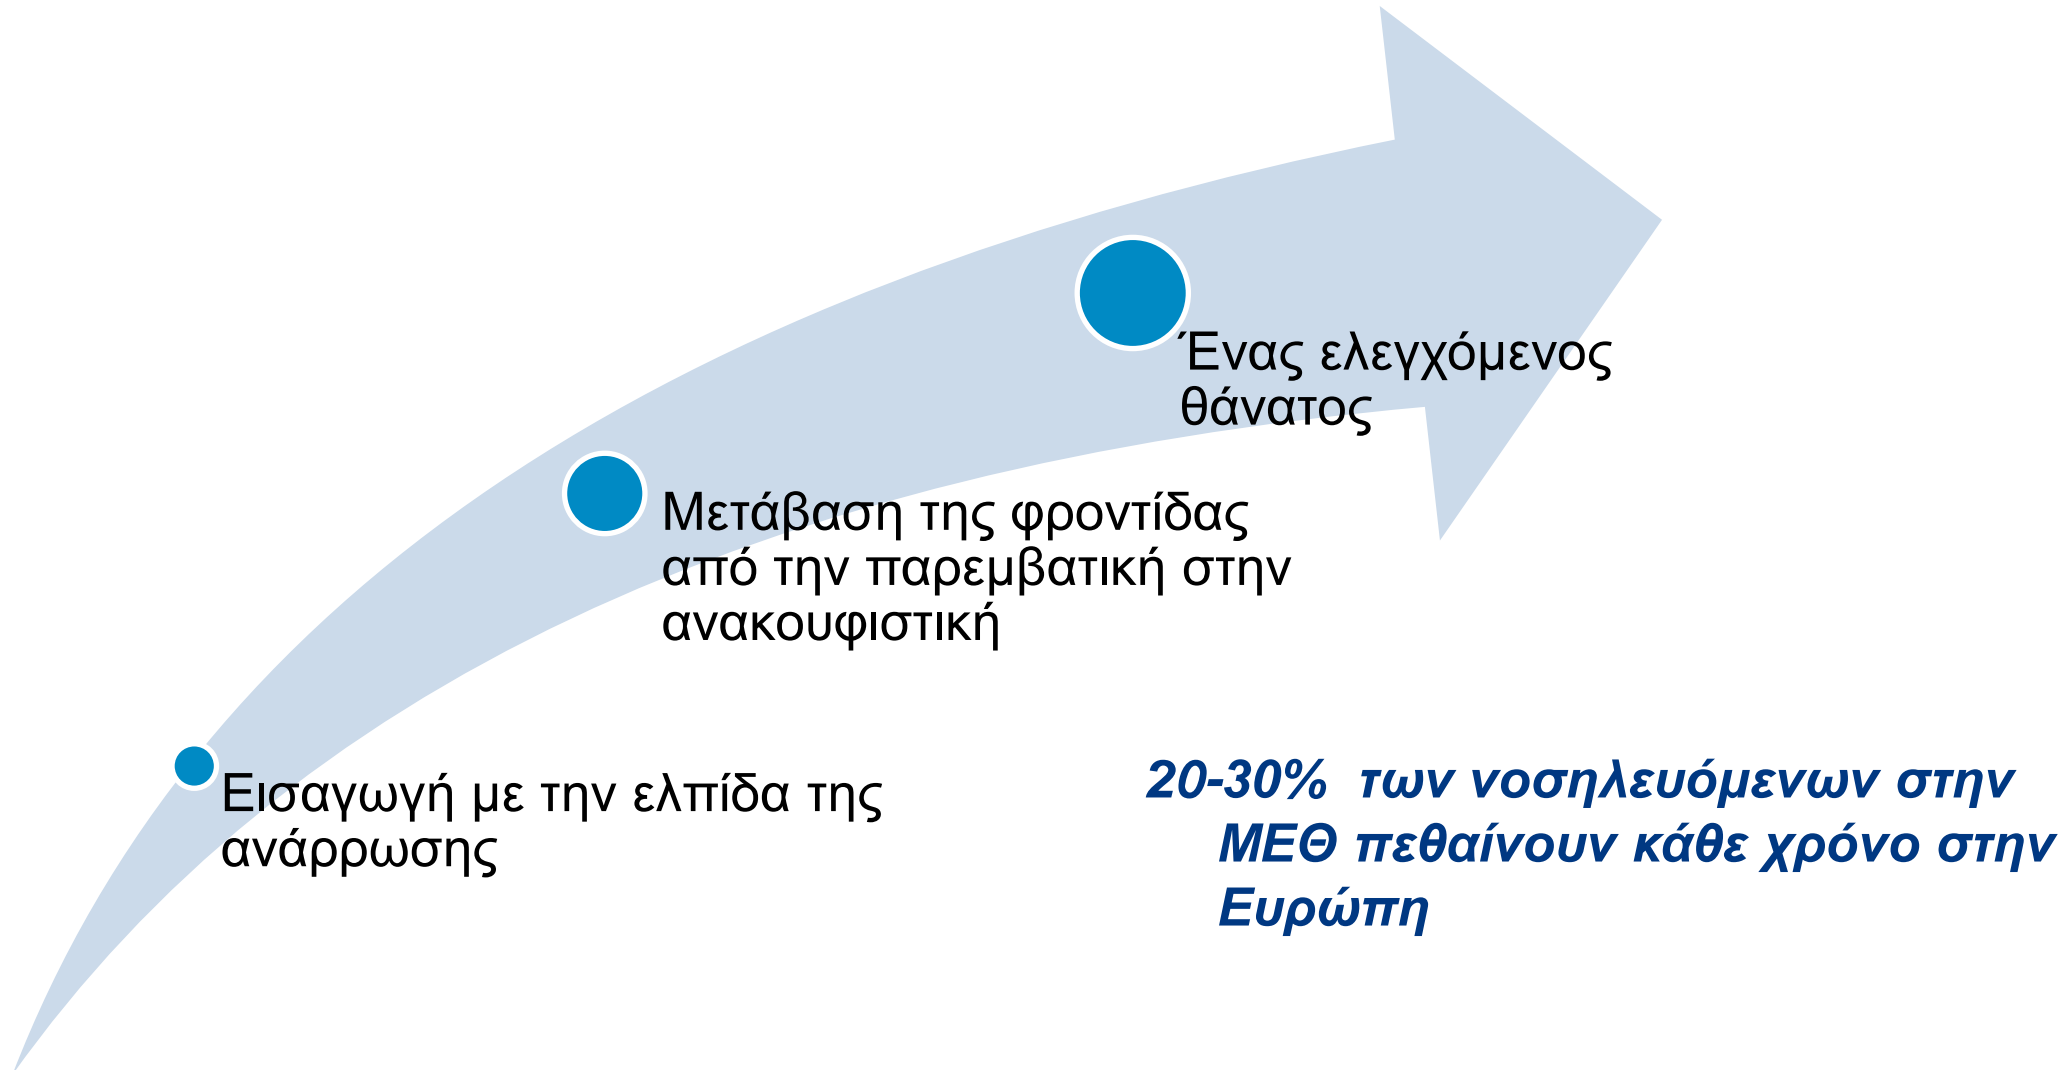 Ένας ελεγχόμενος
θάνατος
Μετάβαση της φροντίδας
από την παρεμβατική στην
ανακουφιστική
Εισαγωγή με την ελπίδα της
ανάρρωσης
20-30% των νοσηλευόμενων στην
ΜΕΘ πεθαίνουν κάθε χρόνο στην
Ευρώπη